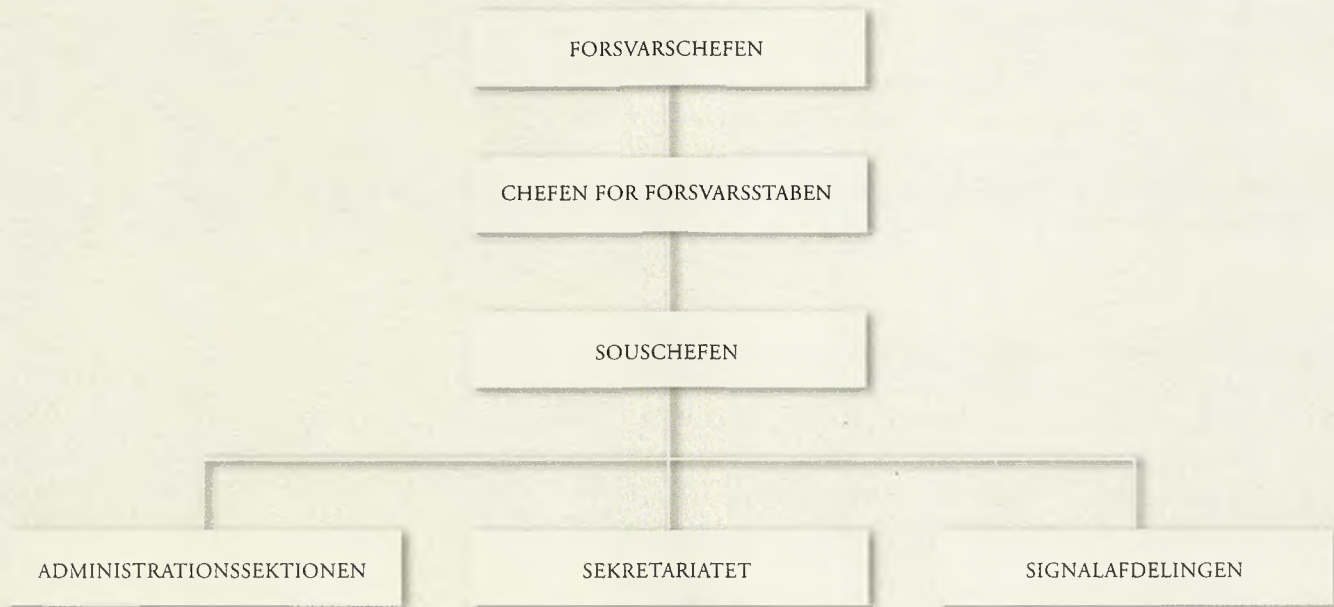 FORSVARSCHEFEN
CHEFEN FOR FORSVARSSTABEN
SOUSCHEFEN
ADMINISTRATIONSSEKTIONEN
SEKRETARIATET
SIGNALAFDELINGEN